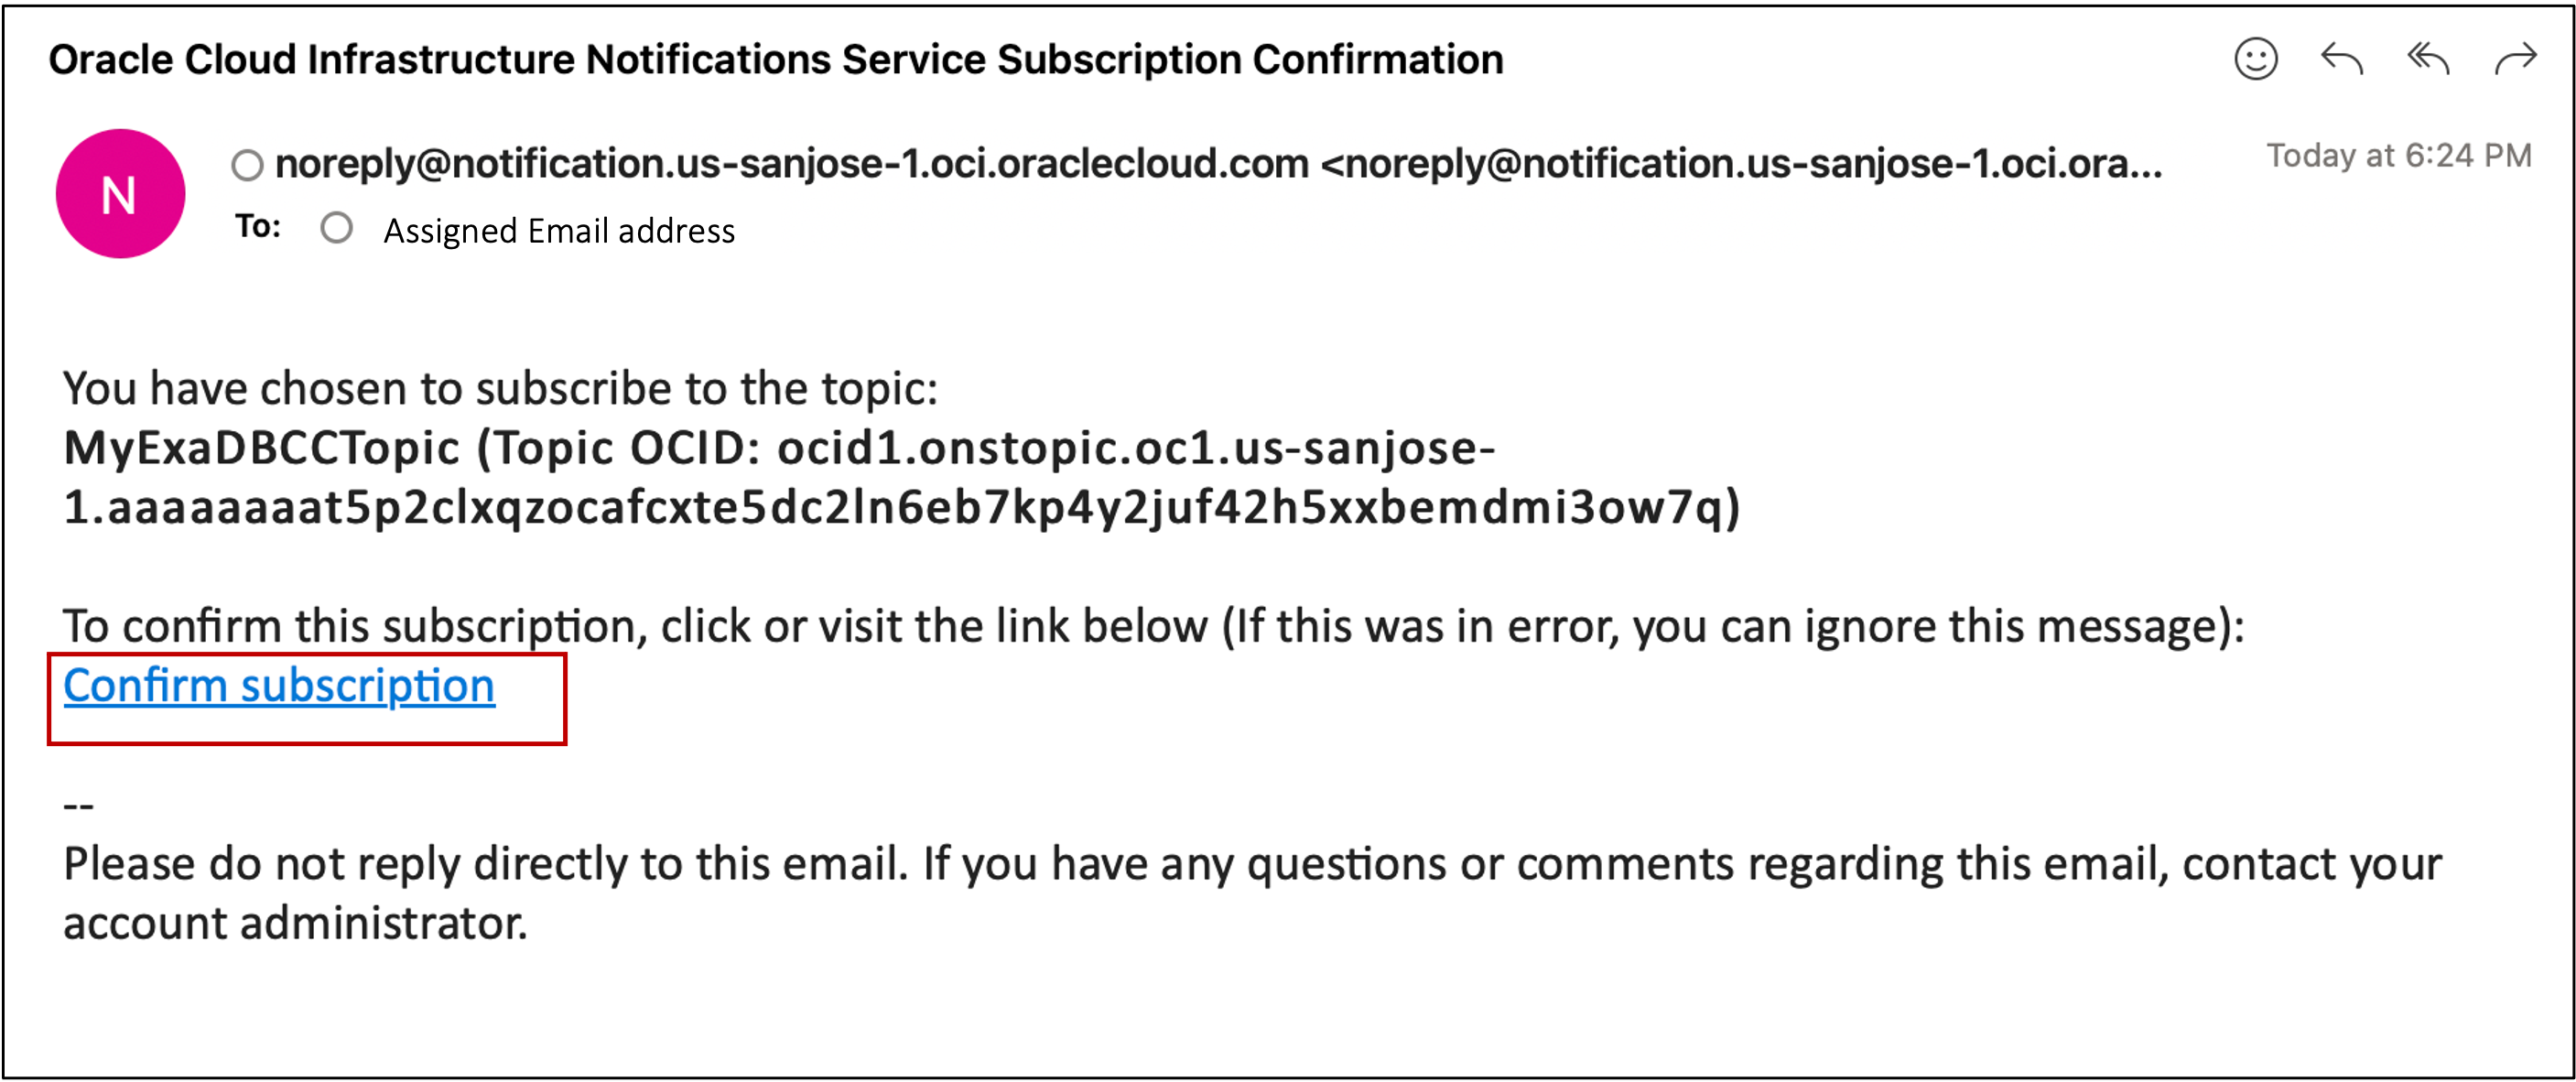 Oracle Cloud Infrastructure Notifications Service Subscription Confirmation
N
noreply@notification.us-sanjose-1.oci.oraclecloud.com <noreply@notification.us-sanjose-1.oci.ora...
Today at 6:24 PM
To: Assigned Email address
You have chosen to subscribe to the topic:
MyExaDBCCTopic (Topic OCID: ocid1.onstopic.oc1.us-sanjose-
1.aaaaaaaat5p2clxqzocafcxte5dc2ln6eb7kp4y2juf42h5xxbemdmi3ow7q)
To confirm this subscription, click or visit the link below (If this was in error, you can ignore this message):
Confirm subscription
--
Please do not reply directly to this email. If you have any questions or comments regarding this email, contact your
account administrator.